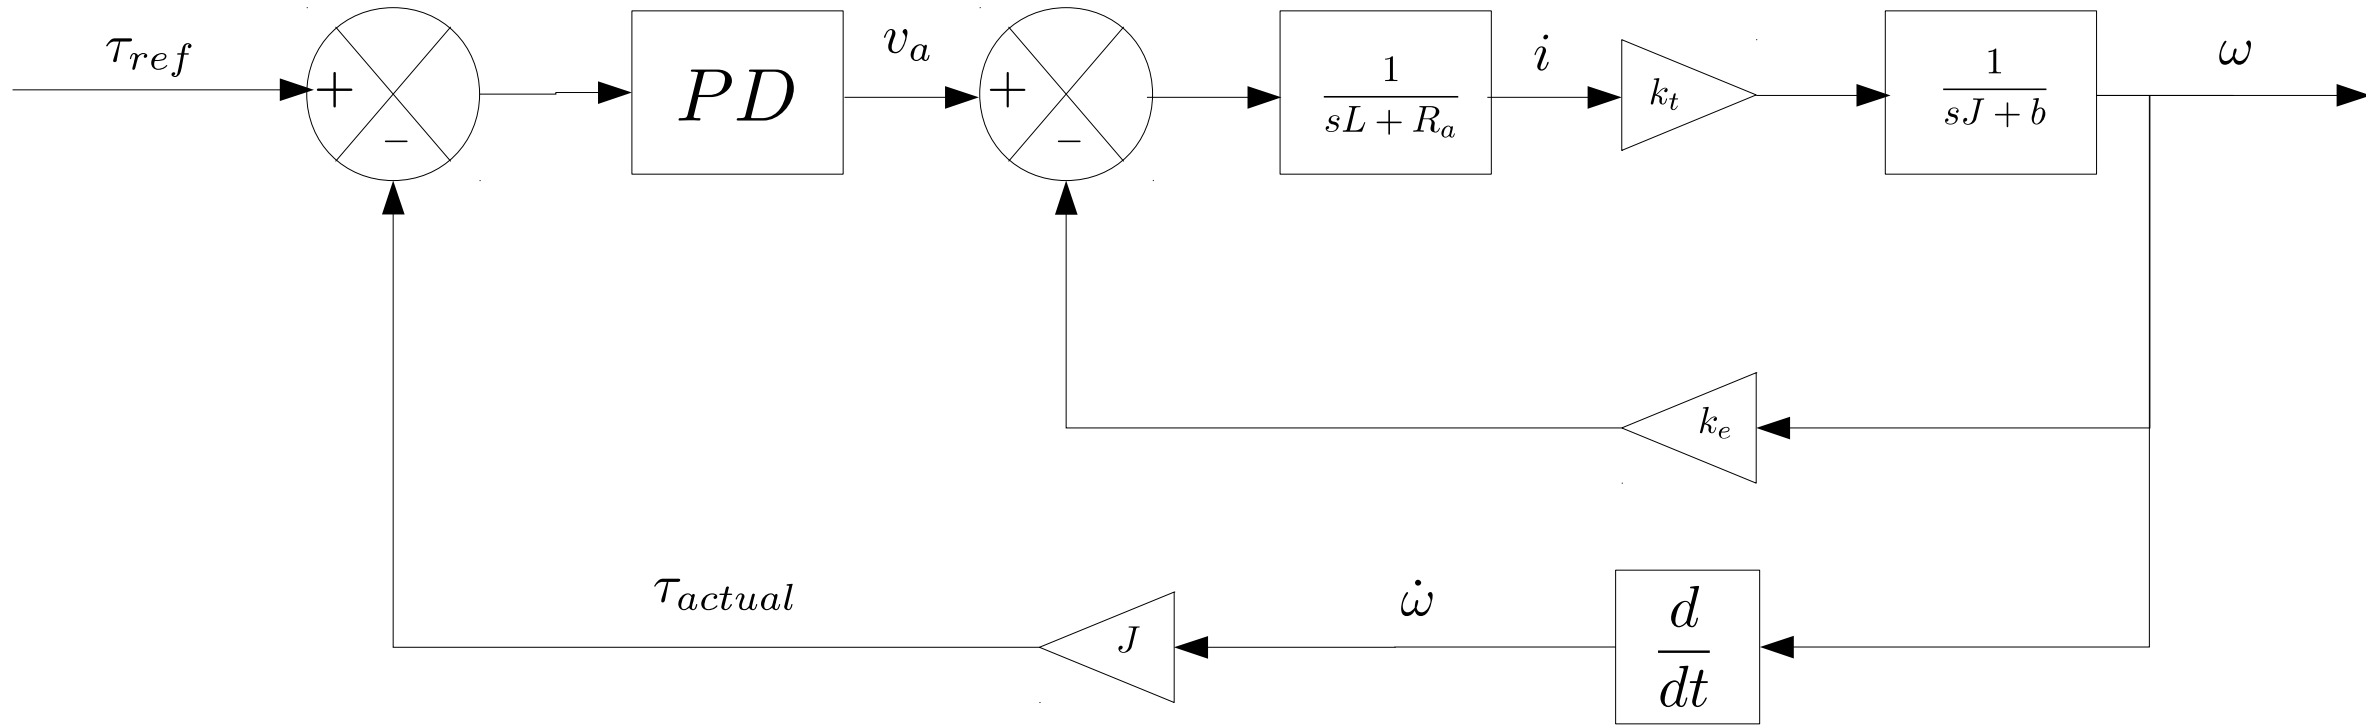 τ_ref
+
−
PD
v_a
+
−
1
sL + R_a
i
k_t
1
sJ + b
ω
k_e
τ_actual
J
ω̇
d
dt